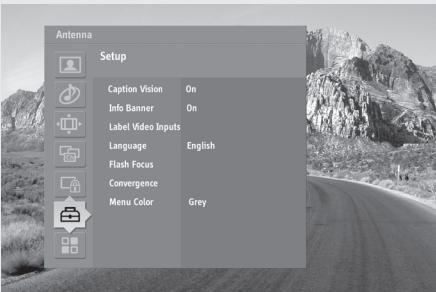 Antenna
Setup
Caption Vision On
Info Banner On
Label Video Inputs
Language English
Flash Focus
Convergence
Menu Color Grey